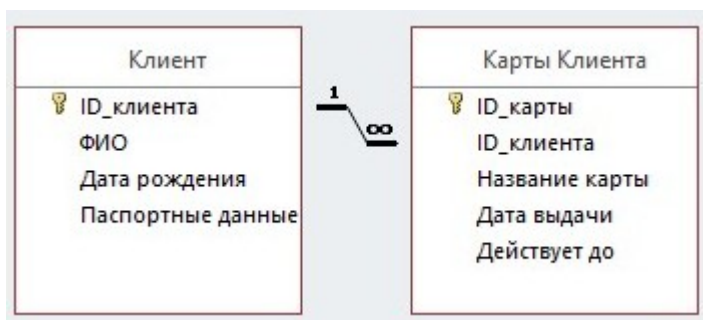 Клиент
ID_клиента
ФИО
Дата рождения
Паспортные данные
1
∞
Карты Клиента
ID_карты
ID_клиента
Название карты
Дата выдачи
Действует до